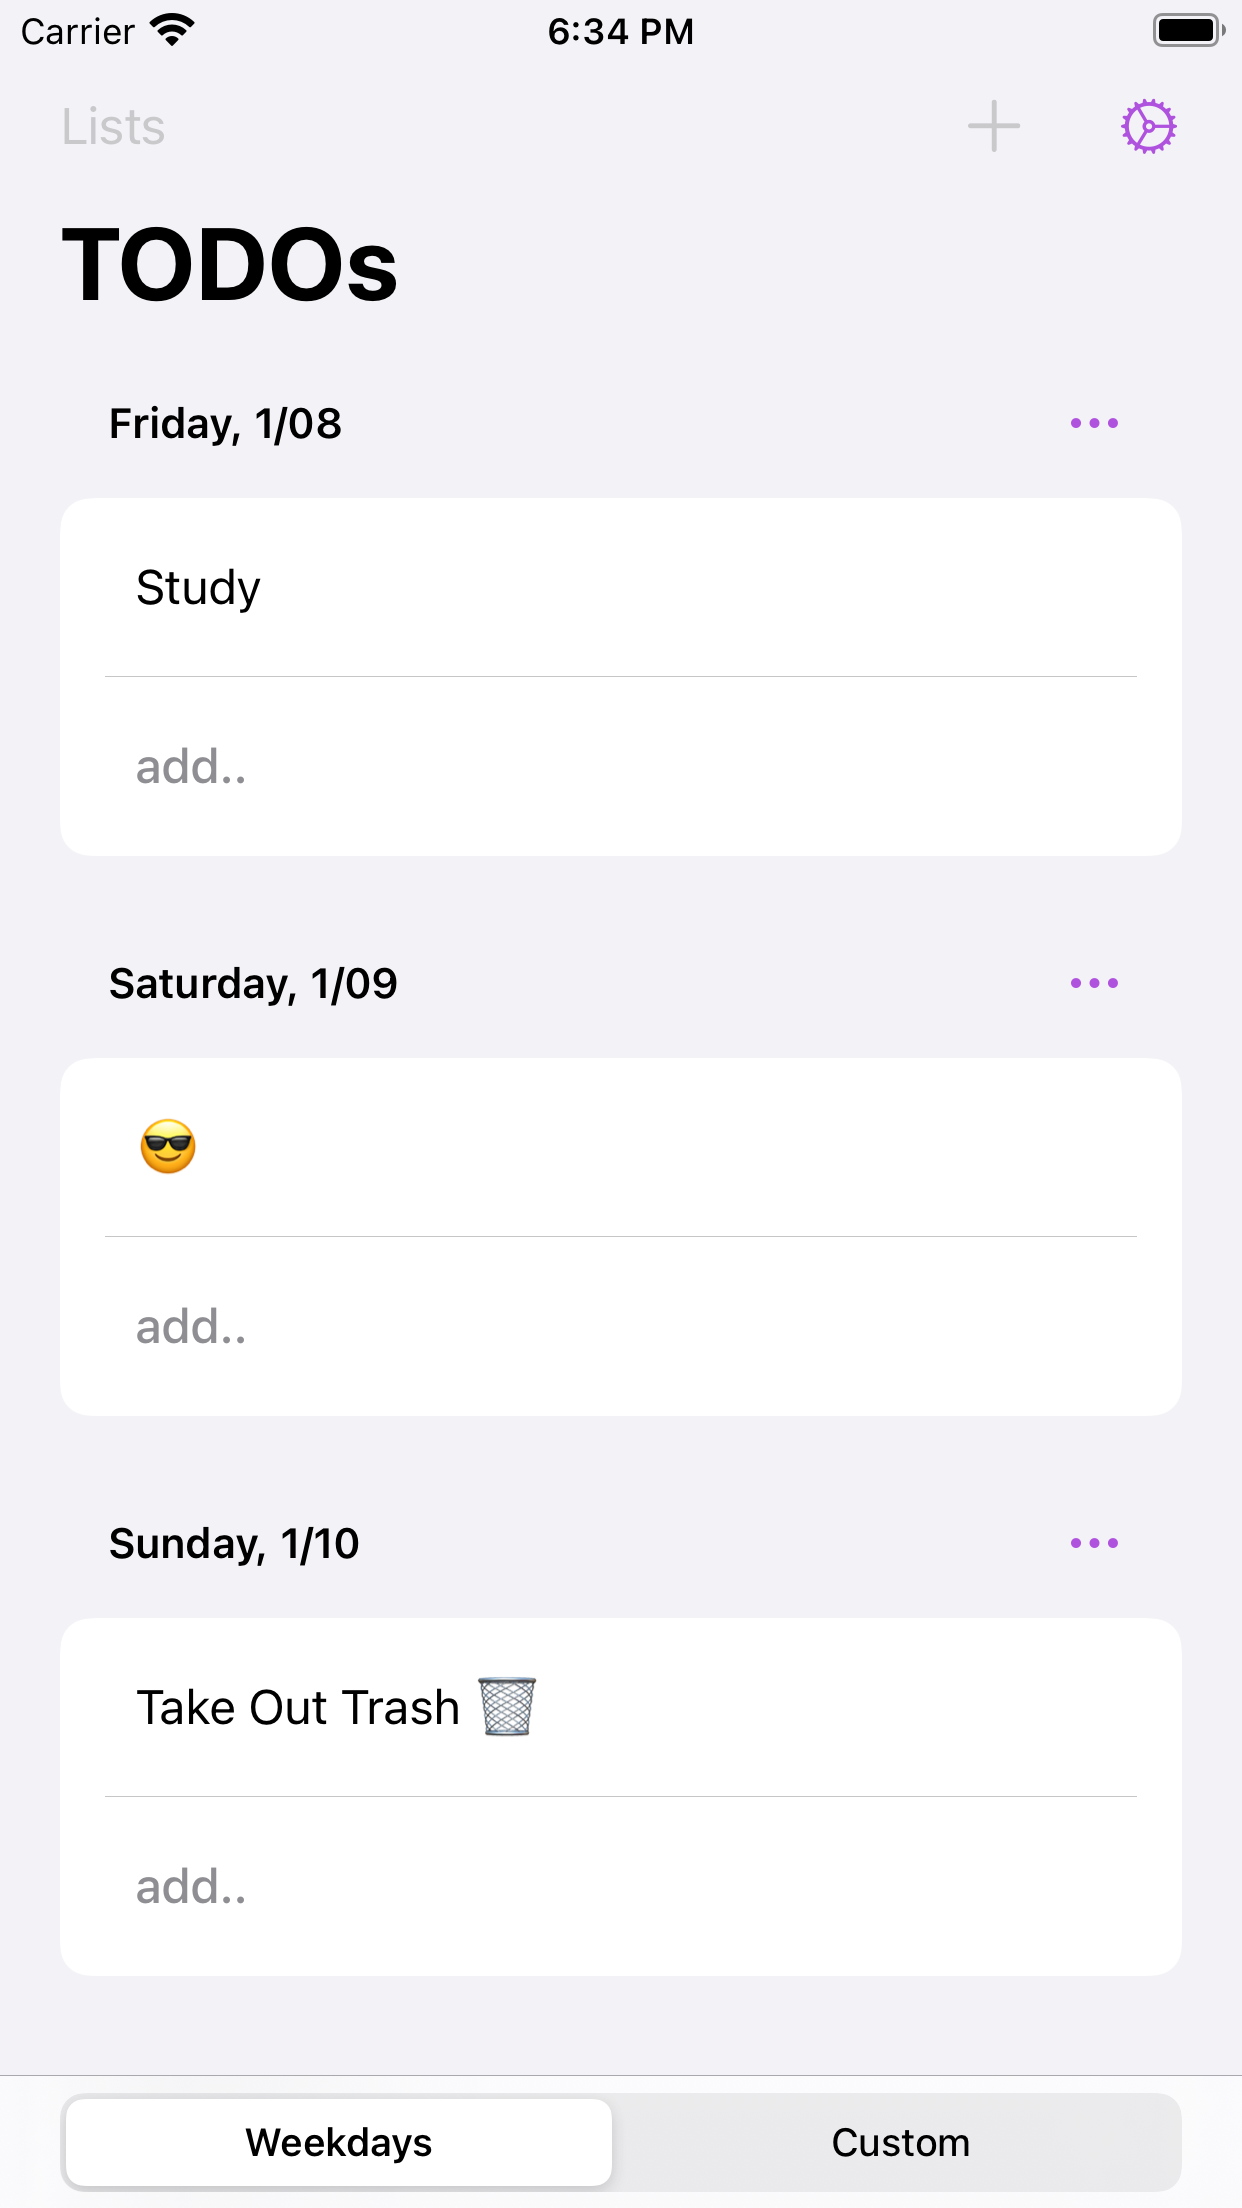 Carrier 6:34 PM
Lists
TODOs
Friday, 1/08
Study
add..
Saturday, 1/09
😎
add..
Sunday, 1/10
Take Out Trash 🗑️
add..
Weekdays Custom